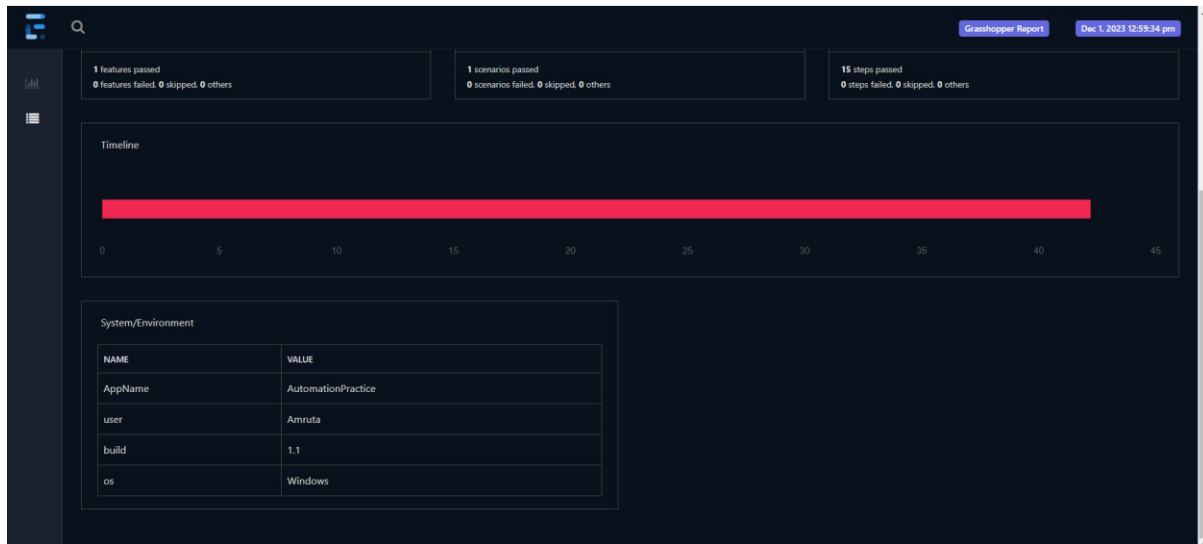 Grasshopper Report Dec 1, 2023 12:59:34 pm
1 features passed
0 features failed, 0 skipped, 0 others
1 scenarios passed
0 scenarios failed, 0 skipped, 0 others
15 steps passed
0 steps failed, 0 skipped, 0 others
Timeline
0 5 10 15 20 25 30 35 40 45
System/Environment
NAME VALUE
AppName AutomationPractice
user Amruta
build 1.1
os Windows